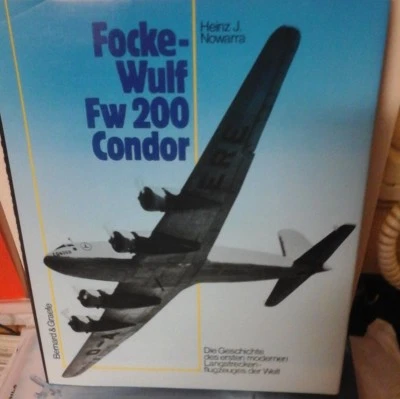 Focke-
Wulf
Fw 200
Condor
Heinz J.
Nowarra
Bernard & Graefe
Die Geschichte
des ersten modernen
Langstrecken-
flugzeuges der Welt